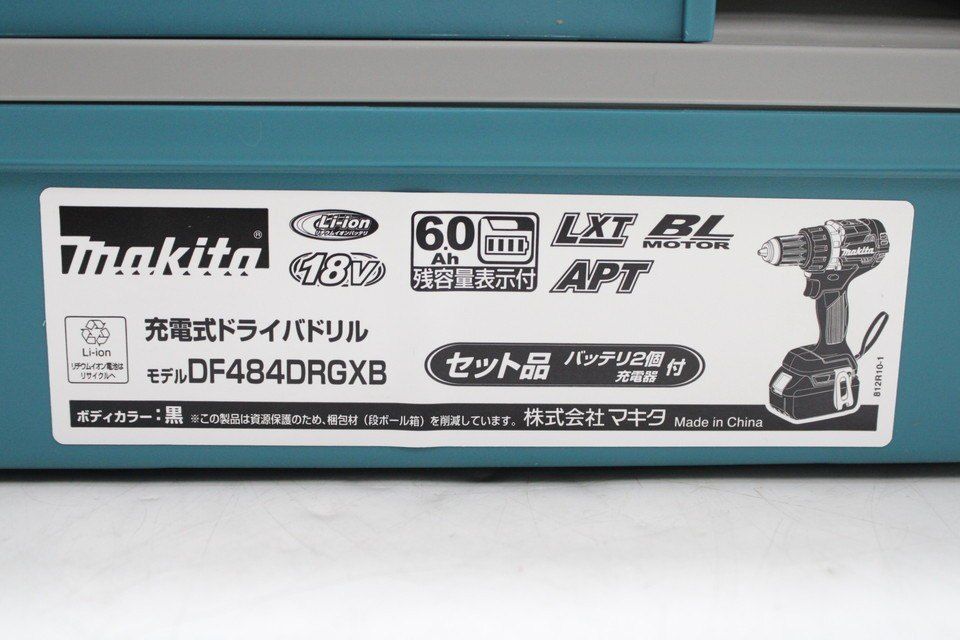 makita®
Li-ion
リチウムイオンバッテリ
18V
6.0
Ah
残容量表示付
LXT
BL
MOTOR
APT
makita
Li-ion
リチウムイオン電池は
リサイクルへ
充電式ドライバドリル
モデルDF484DRGXB
セット品 バッテリ2個
充電器
付
812R10-1
ボディカラー:黒 ※この製品は資源保護のため、梱包材(段ボール箱)を削減しています。 株式会社 マキタ Made in China